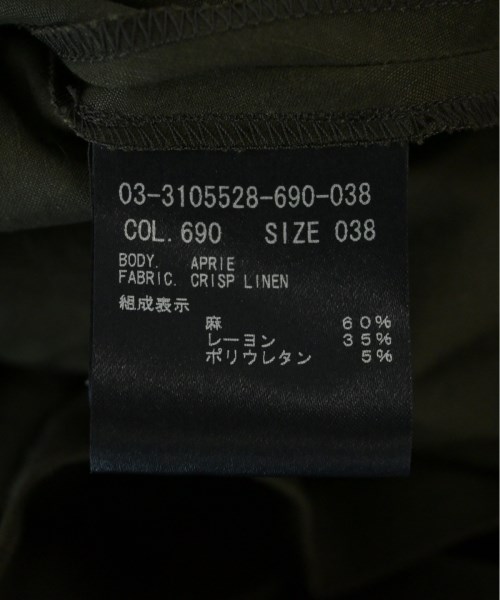 03-3105528-690-038
COL. 690 SIZE 038
BODY. APRIE
FABRIC. CRISP LINEN
組成表示
麻 60%
レーヨン 35%
ポリウレタン 5%